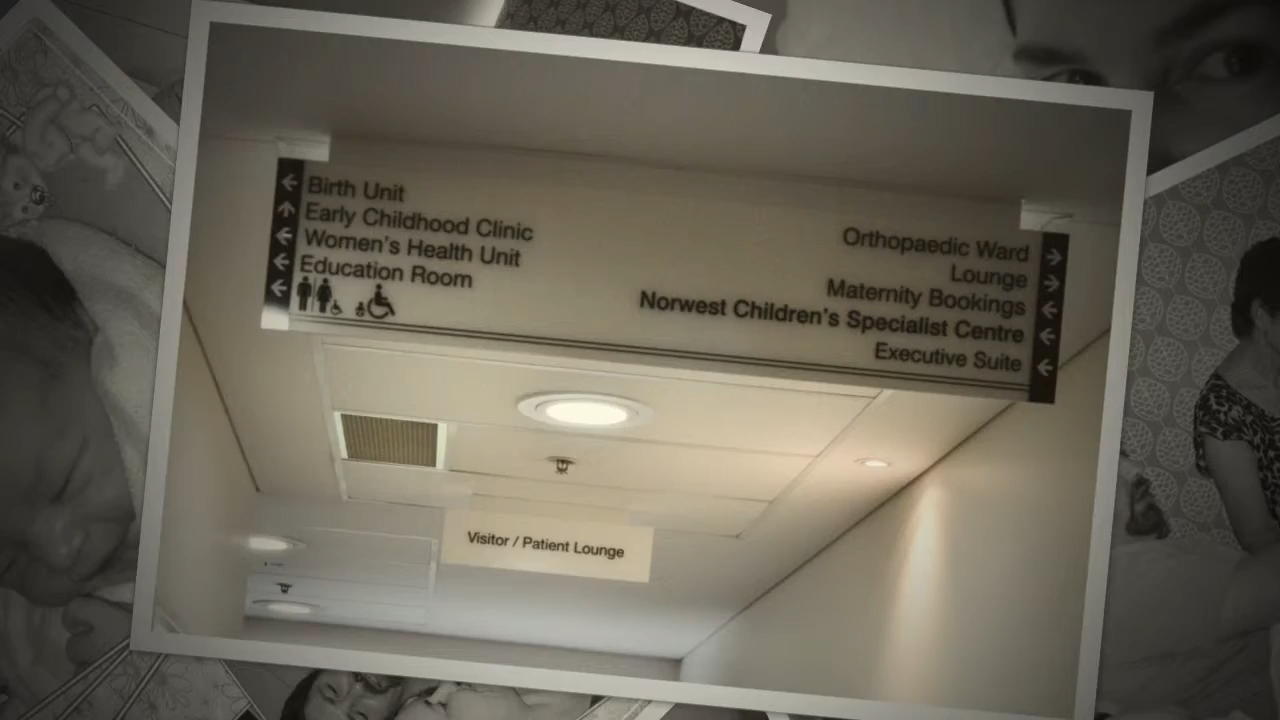 Birth Unit
Early Childhood Clinic
Women's Health Unit
Education Room
Orthopaedic Ward
Lounge
Maternity Bookings
Norwest Children's Specialist Centre
Executive Suite
Visitor / Patient Lounge